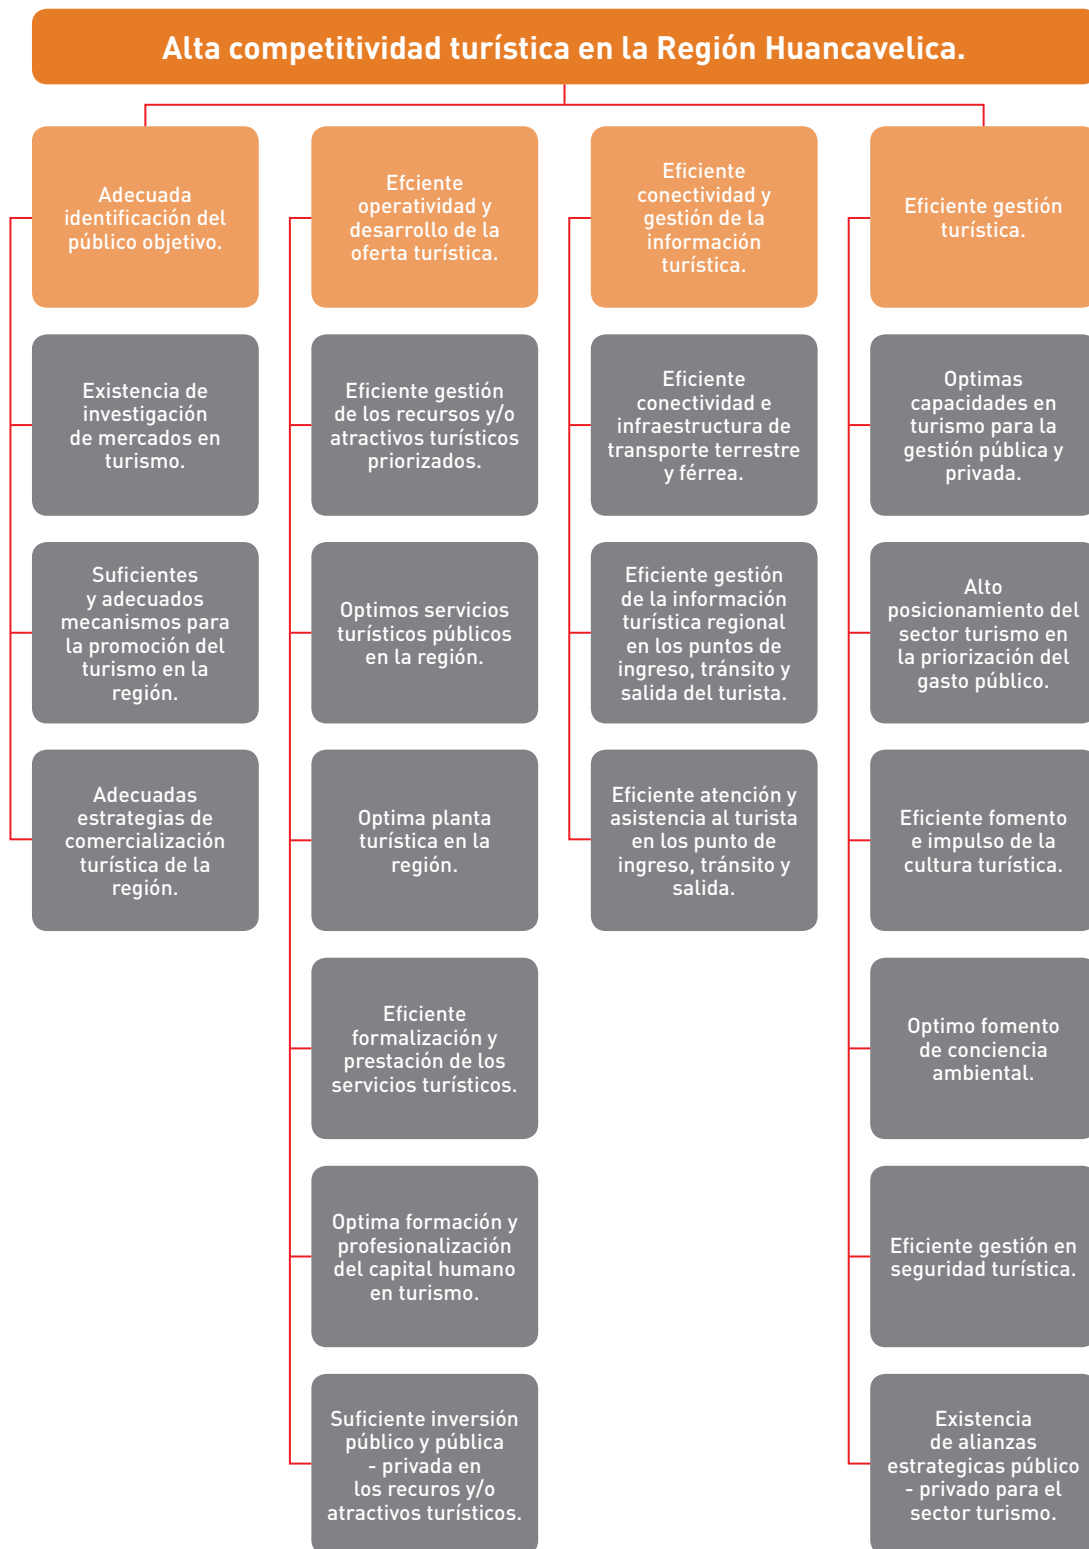 Alta competitividad turística en la Región Huancavelica.
Adecuada
identificación del
público objetivo.
Existencia de
investigación
de mercados en
turismo.
Suficientes
y adecuados
mecanismos para
la promoción del
turismo en la
región.
Adecuadas
estrategias de
comercialización
turística de la
región.
Efciente
operatividad y
desarrollo de la
oferta turística.
Eficiente gestión
de los recursos y/o
atractivos turísticos
priorizados.
Optimos servicios
turísticos públicos
en la región.
Optima planta
turística en la
región.
Eficiente
formalización y
prestación de los
servicios turísticos.
Optima formación y
profesionalización
del capital humano
en turismo.
Suficiente inversión
público y pública
- privada en
los recuros y/o
atractivos turísticos.
Eficiente
conectividad y
gestión de la
información
turística.
Eficiente
conectividad e
infraestructura de
transporte terrestre
y férrea.
Eficiente gestión
de la información
turística regional
en los puntos de
ingreso, tránsito y
salida del turista.
Eficiente atención y
asistencia al turista
en los punto de
ingreso, tránsito y
salida.
Eficiente gestión
turística.
Optimas
capacidades en
turismo para la
gestión pública y
privada.
Alto
posicionamiento del
sector turismo en
la priorización del
gasto público.
Eficiente fomento
e impulso de la
cultura turística.
Optimo fomento
de conciencia
ambiental.
Eficiente gestión en
seguridad turística.
Existencia
de alianzas
estrategicas público
- privado para el
sector turismo.